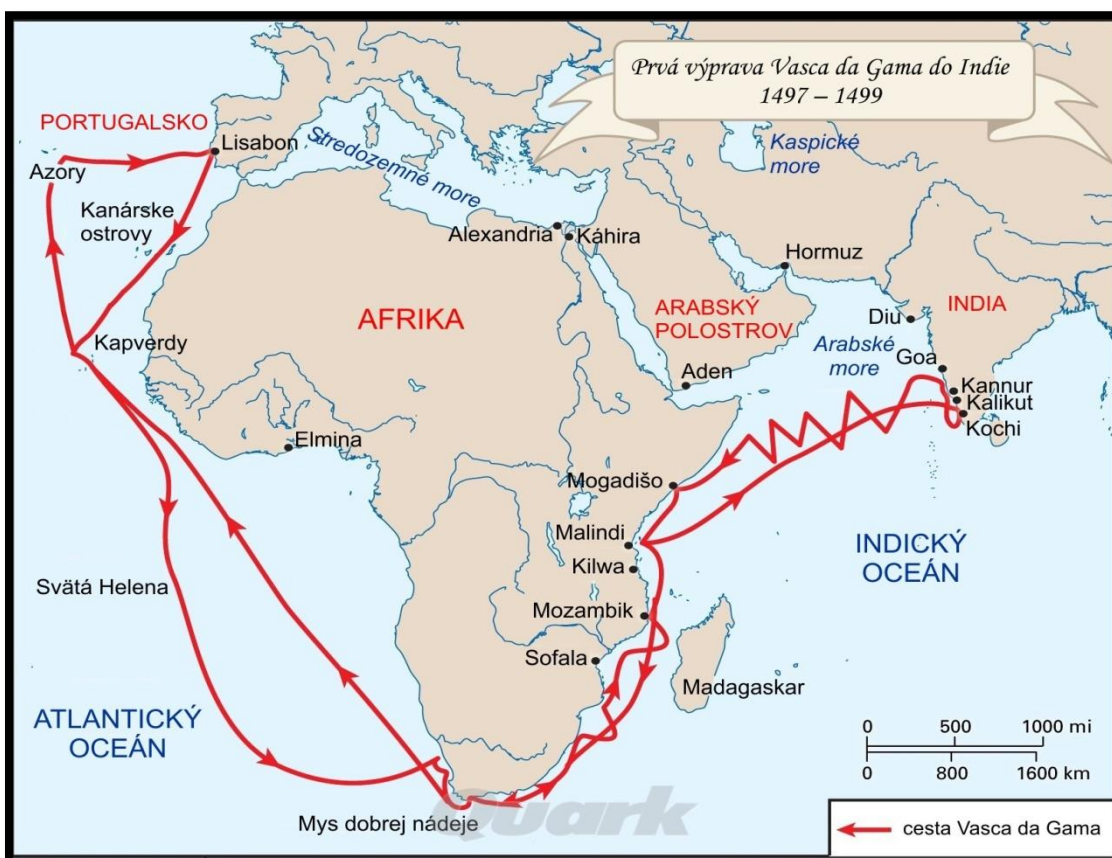 Prvá výprava Vasca da Gama do Indie
1497 – 1499
PORTUGALSKO
Lisabon
Azory
Stredozemné more
Kaspické
more
Kanárske
ostrovy
Alexandria
Káhira
Hormuz
AFRIKA
ARABSKÝ
POLOSTROV
INDIA
Diu
Kapverdy
Arabské
more
Goa
Aden
Kannur
Kalikut
Kochi
Elmina
Mogadišo
Malindi
INDICKÝ
OCEÁN
Kilwa
Svätá Helena
Mozambik
Sofala
Madagaskar
ATLANTICKÝ
OCEÁN
0 500 1000 mi
0 800 1600 km
Mys dobrej nádeje
Quark
cesta Vasca da Gama